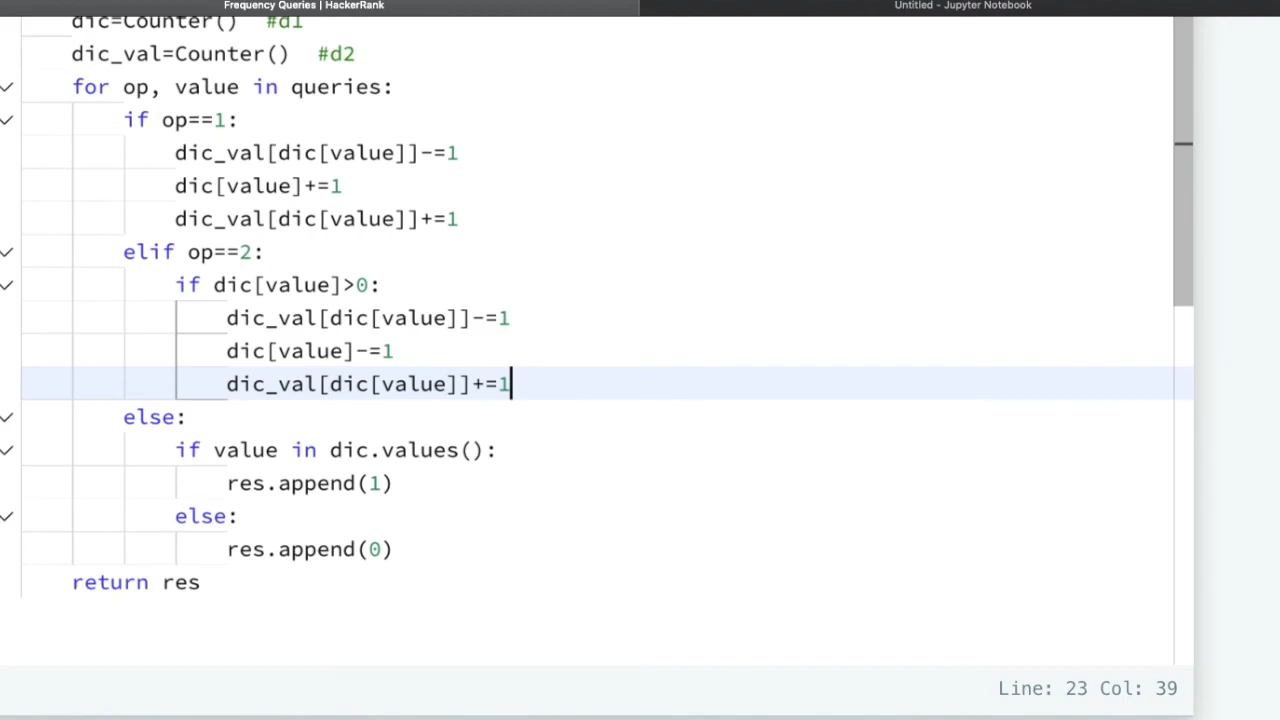 Frequency Queries | HackerRank
Untitled - Jupyter Notebook
dic=Counter()  #d1
dic_val=Counter()  #d2
for op, value in queries:
if op==1:
dic_val[dic[value]]-=1
dic[value]+=1
dic_val[dic[value]]+=1
elif op==2:
if dic[value]>0:
dic_val[dic[value]]-=1
dic[value]-=1
dic_val[dic[value]]+=1
else:
if value in dic.values():
res.append(1)
else:
res.append(0)
return res
Line: 23 Col: 39